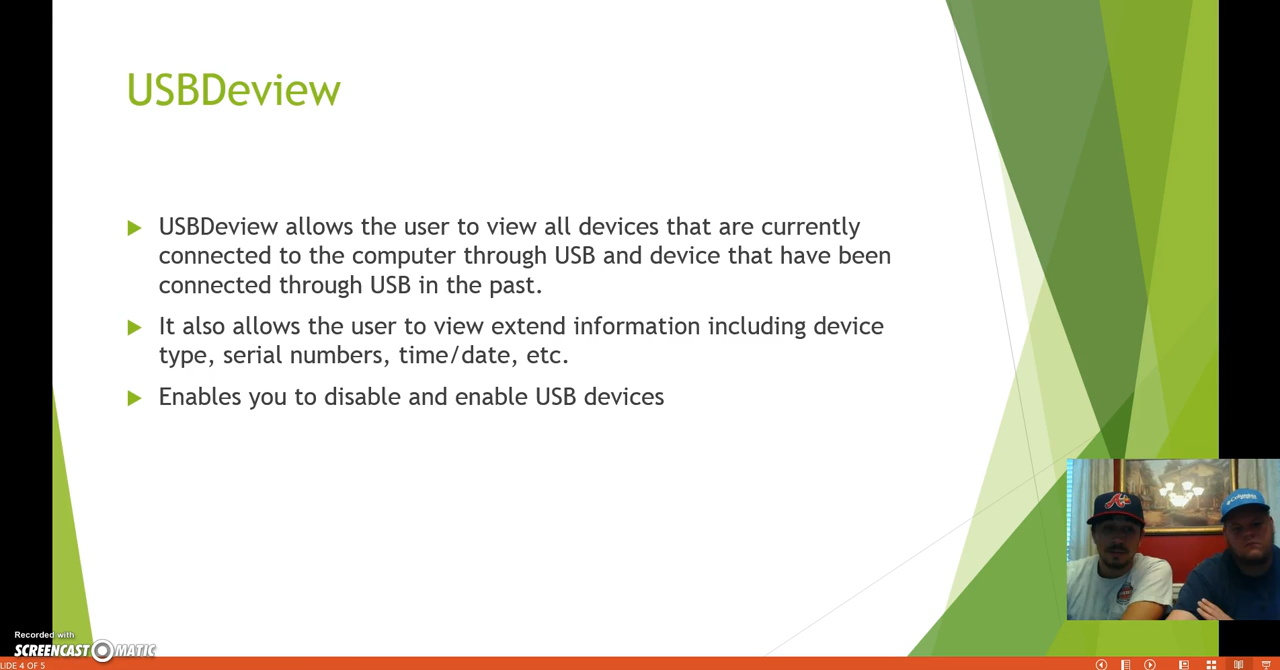 USBDeview
USBDeview allows the user to view all devices that are currently
connected to the computer through USB and device that have been
connected through USB in the past.
It also allows the user to view extend information including device
type, serial numbers, time/date, etc.
Enables you to disable and enable USB devices
Recorded with
SCREENCAST MATIC
LIDE 4 OF 5